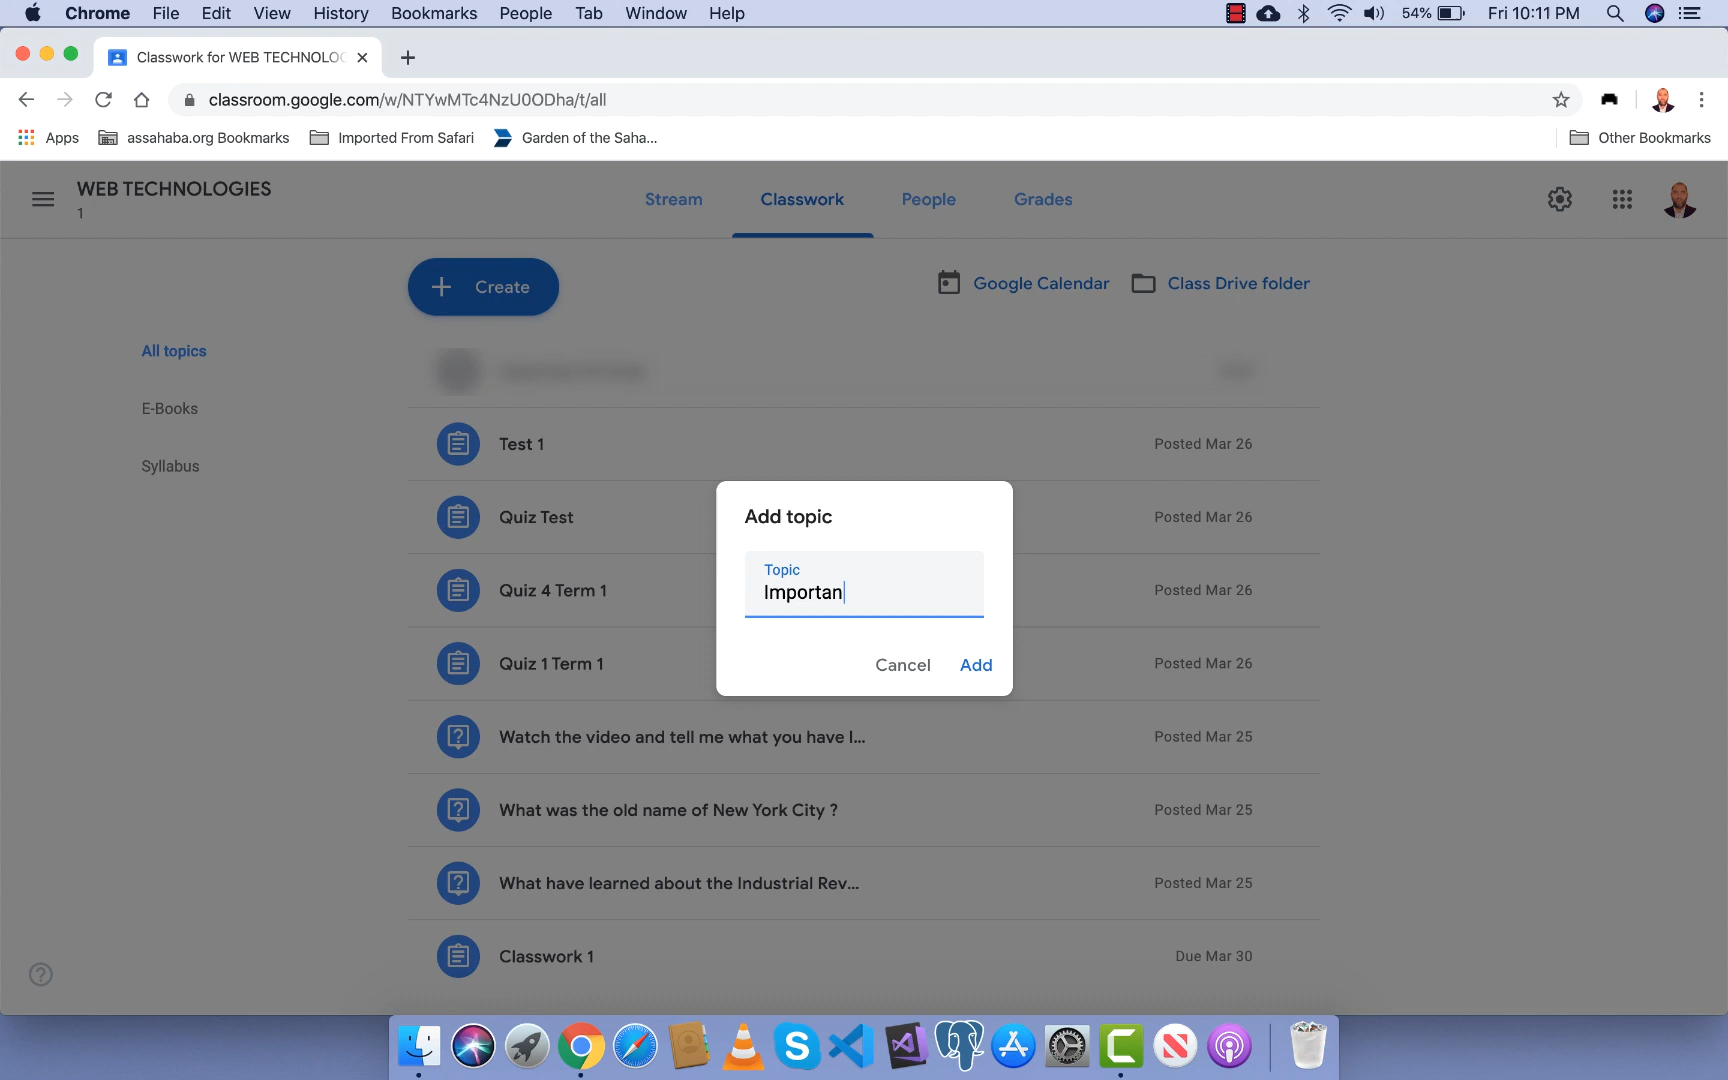 Chrome File Edit View History Bookmarks People Tab Window Help 54% Fri 10:11 PM
Classwork for WEB TECHNOLOG
classroom.google.com/w/NTYwMTc4NzU0ODha/t/all
Apps assahaba.org Bookmarks Imported From Safari Garden of the Saha... Other Bookmarks
WEB TECHNOLOGIES
1
Stream Classwork People Grades
Create Google Calendar Class Drive folder
All topics
E-Books
Syllabus
Test 1 Posted Mar 26
Quiz Test Posted Mar 26
Quiz 4 Term 1 Posted Mar 26
Quiz 1 Term 1 Posted Mar 26
Watch the video and tell me what you have l... Posted Mar 25
What was the old name of New York City ? Posted Mar 25
What have learned about the Industrial Rev... Posted Mar 25
Classwork 1 Due Mar 30
Add topic
Topic
Importan
Cancel Add